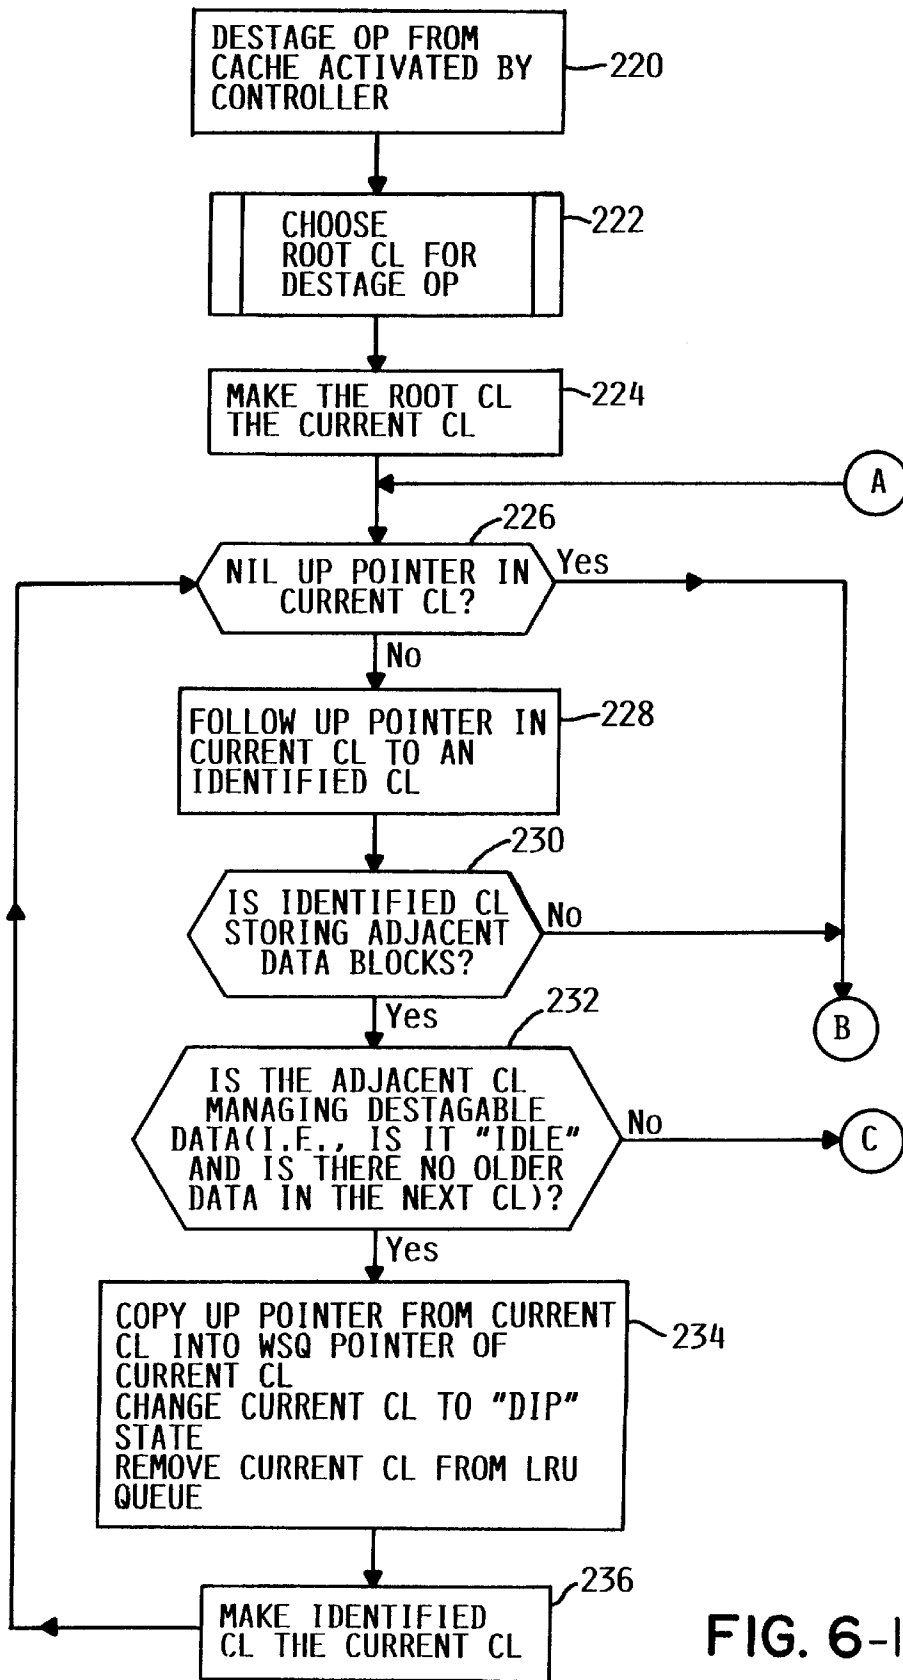 DESTAGE OP FROM
CACHE ACTIVATED BY
CONTROLLER
220
CHOOSE
ROOT CL FOR
DESTAGE OP
222
MAKE THE ROOT CL
THE CURRENT CL
224
A
226
NIL UP POINTER IN
CURRENT CL?
Yes
No
FOLLOW UP POINTER IN
CURRENT CL TO AN
IDENTIFIED CL
228
230
IS IDENTIFIED CL
STORING ADJACENT
DATA BLOCKS?
No
B
Yes
232
IS THE ADJACENT CL
MANAGING DESTAGABLE
DATA(I.E., IS IT "IDLE"
AND IS THERE NO OLDER
DATA IN THE NEXT CL)?
No
C
Yes
COPY UP POINTER FROM CURRENT
CL INTO WSQ POINTER OF
CURRENT CL
CHANGE CURRENT CL TO "DIP"
STATE
REMOVE CURRENT CL FROM LRU
QUEUE
234
236
MAKE IDENTIFIED
CL THE CURRENT CL
FIG. 6-1